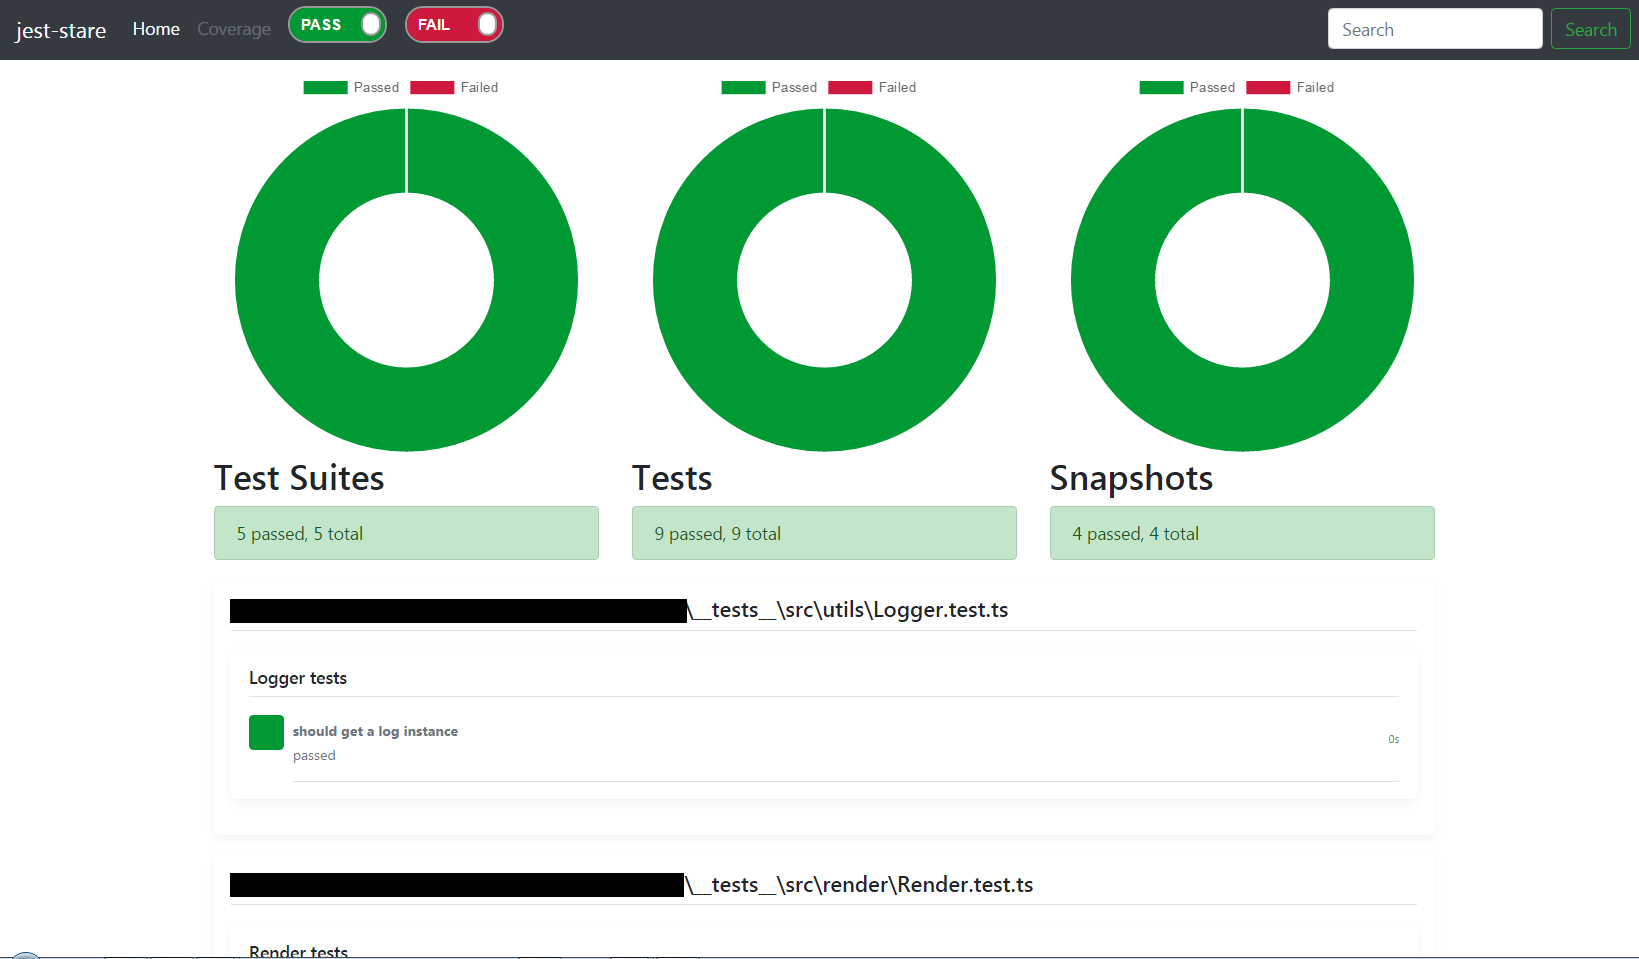 jest-stare Home Coverage PASS FAIL Search Search
Passed Failed Passed Failed Passed Failed
Test Suites Tests Snapshots
5 passed, 5 total 9 passed, 9 total 4 passed, 4 total
\__tests__\src\utils\Logger.test.ts
Logger tests
should get a log instance
0s
passed
\__tests__\src\render\Render.test.ts
Render tests